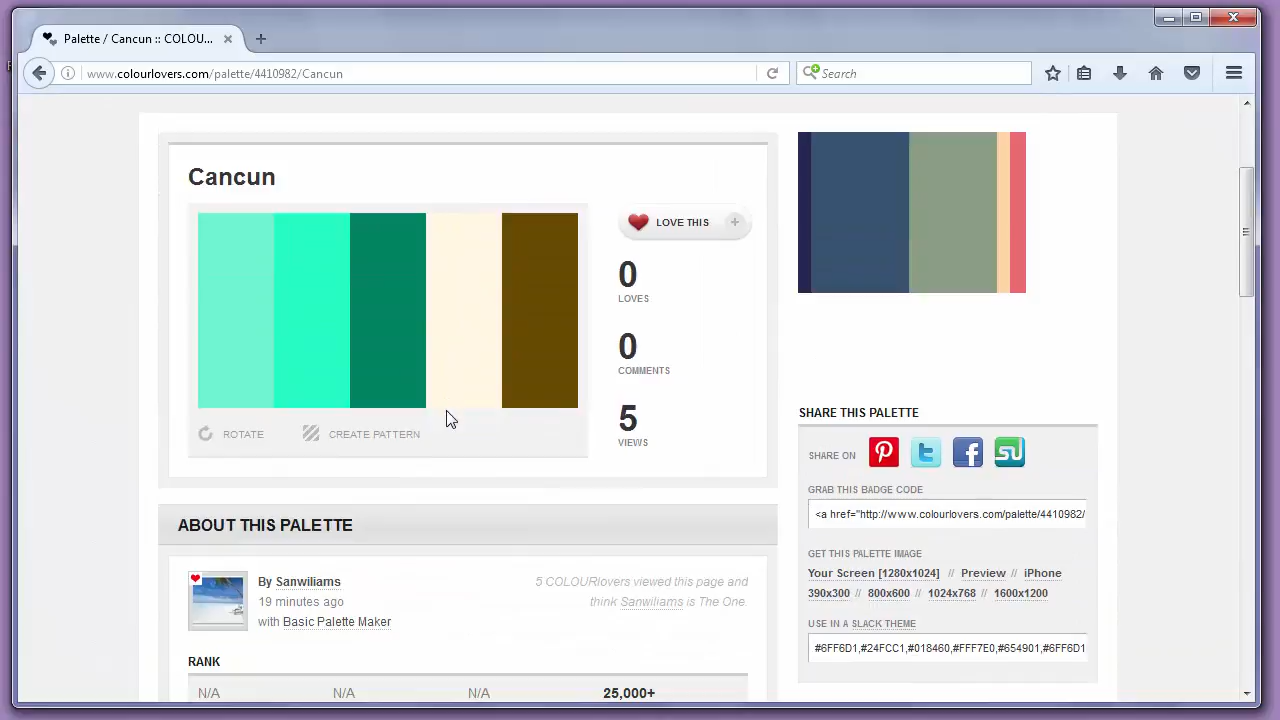 Palette / Cancun :: COLOU...
www.colourlovers.com/palette/4410982/Cancun
Search
Cancun
LOVE THIS
0
LOVES
0
COMMENTS
5
VIEWS
ROTATE
CREATE PATTERN
SHARE THIS PALETTE
SHARE ON
GRAB THIS BADGE CODE
<a href="http://www.colourlovers.com/palette/4410982/
GET THIS PALETTE IMAGE
Your Screen [1280x1024] // Preview // iPhone
390x300 // 800x600 // 1024x768 // 1600x1200
USE IN A SLACK THEME
#6FF6D1,#24FCC1,#018460,#FFF7E0,#654901,#6FF6D1
ABOUT THIS PALETTE
By Sanwiliams
19 minutes ago
with Basic Palette Maker
5 COLOURlovers viewed this page and
think Sanwiliams is The One.
RANK
N/A N/A N/A 25,000+